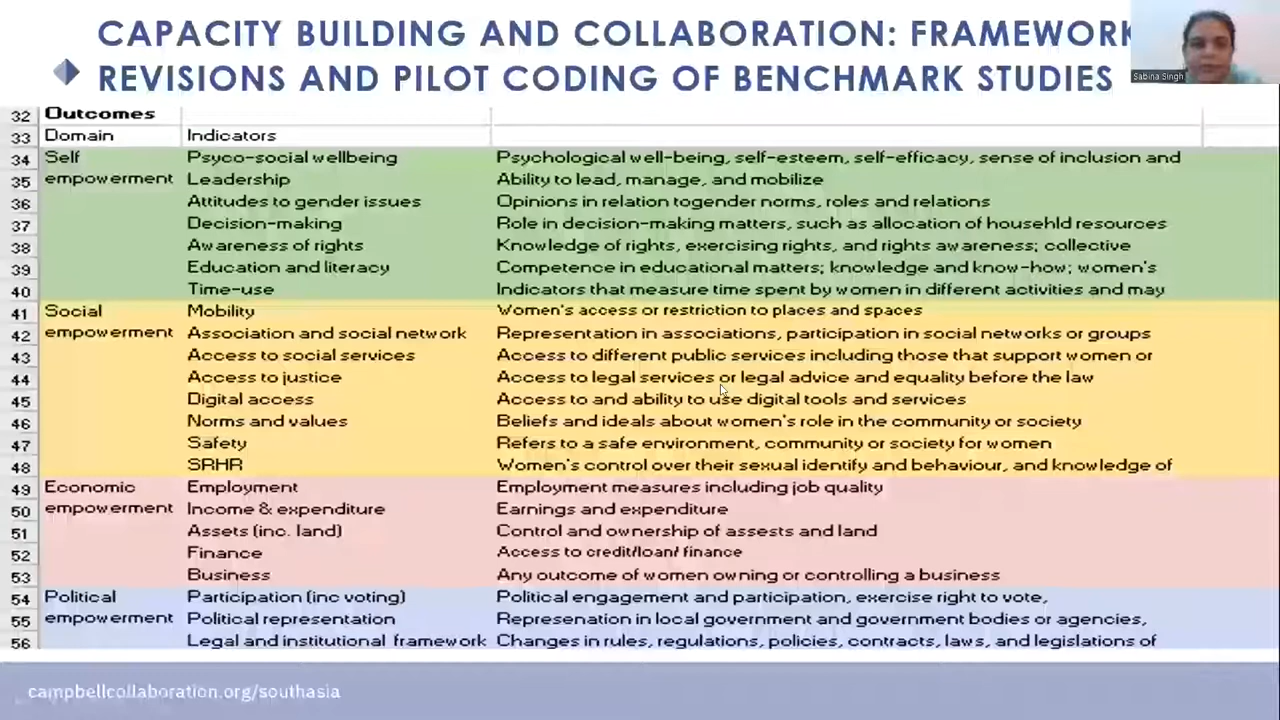 CAPACITY BUILDING AND COLLABORATION: FRAMEWORK
REVISIONS AND PILOT CODING OF BENCHMARK STUDIES
Sabina Singh
32 Outcomes
33 Domain Indicators
34 Self Psyco-social wellbeing Psychological well-being, self-esteem, self-efficacy, sense of inclusion and
35 empowerment Leadership Ability to lead, manage, and mobilize
36 Attitudes to gender issues Opinions in relation togender norms, roles and relations
37 Decision-making Role in decision-making matters, such as allocation of househld resources
38 Awareness of rights Knowledge of rights, exercising rights, and rights awareness; collective
39 Education and literacy Competence in educational matters; knowledge and know-how; women's
40 Time-use Indicators that measure time spent by women in different activities and may
41 Social Mobility Women's access or restriction to places and spaces
42 empowerment Association and social network Representation in associations, participation in social networks or groups
43 Access to social services Access to different public services including those that support women or
44 Access to justice Access to legal services or legal advice and equality before the law
45 Digital access Access to and ability to use digital tools and services
46 Norms and values Beliefs and ideals about women's role in the community or society
47 Safety Refers to a safe environment, community or society for women
48 SRHR Women's control over their sexual identify and behaviour, and knowledge of
49 Economic Employment Employment measures including job quality
50 empowerment Income & expenditure Earnings and expenditure
51 Assets (inc. land) Control and ownership of assests and land
52 Finance Access to credit/loan/ finance
53 Business Any outcome of women owning or controlling a business
54 Political Participation (inc voting) Political engagement and participation, exercise right to vote,
55 empowerment Political representation Represenation in local government and government bodies or agencies,
56 Legal and institutional framework Changes in rules, regulations, policies, contracts, laws, and legislations of
campbellcollaboration.org/southasia